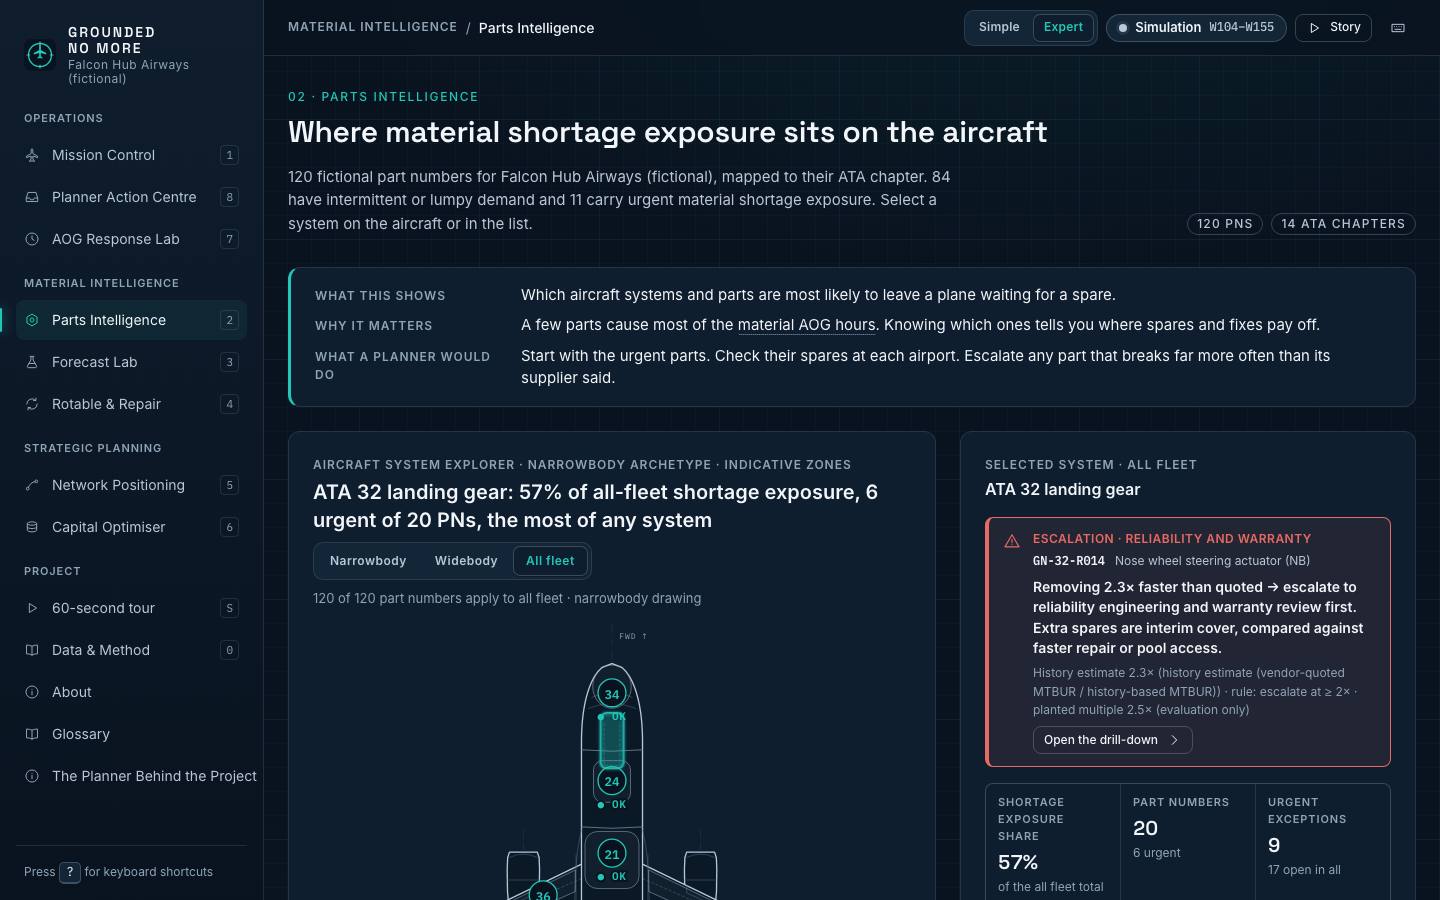 GROUNDED
NO MORE
Falcon Hub Airways
(fictional)
OPERATIONS
Mission Control 1
Planner Action Centre 8
AOG Response Lab 7
MATERIAL INTELLIGENCE
Parts Intelligence 2
Forecast Lab 3
Rotable & Repair 4
STRATEGIC PLANNING
Network Positioning 5
Capital Optimiser 6
PROJECT
60-second tour S
Data & Method 0
About
Glossary
The Planner Behind the Project
Press ? for keyboard shortcuts
MATERIAL INTELLIGENCE / Parts Intelligence
Simple Expert Simulation W104–W155 Story
02 · PARTS INTELLIGENCE
Where material shortage exposure sits on the aircraft
120 fictional part numbers for Falcon Hub Airways (fictional), mapped to their ATA chapter. 84
have intermittent or lumpy demand and 11 carry urgent material shortage exposure. Select a
system on the aircraft or in the list.
120 PNS 14 ATA CHAPTERS
WHAT THIS SHOWS Which aircraft systems and parts are most likely to leave a plane waiting for a spare.
WHY IT MATTERS A few parts cause most of the material AOG hours. Knowing which ones tells you where spares and fixes pay off.
WHAT A PLANNER WOULD DO
Start with the urgent parts. Check their spares at each airport. Escalate any part that breaks far more often than its
supplier said.
AIRCRAFT SYSTEM EXPLORER · NARROWBODY ARCHETYPE · INDICATIVE ZONES
ATA 32 landing gear: 57% of all-fleet shortage exposure, 6
urgent of 20 PNs, the most of any system
Narrowbody Widebody All fleet
120 of 120 part numbers apply to all fleet · narrowbody drawing
FWD ↑
34
OK
24
OK
21
OK
36
SELECTED SYSTEM · ALL FLEET
ATA 32 landing gear
ESCALATION · RELIABILITY AND WARRANTY
GN-32-R014 Nose wheel steering actuator (NB)
Removing 2.3× faster than quoted → escalate to
reliability engineering and warranty review first.
Extra spares are interim cover, compared against
faster repair or pool access.
History estimate 2.3× (history estimate (vendor-quoted
MTBUR / history-based MTBUR)) · rule: escalate at ≥ 2× ·
planted multiple 2.5× (evaluation only)
Open the drill-down
SHORTAGE
EXPOSURE
SHARE
57%
of the all fleet total
PART NUMBERS
20
6 urgent
URGENT
EXCEPTIONS
9
17 open in all